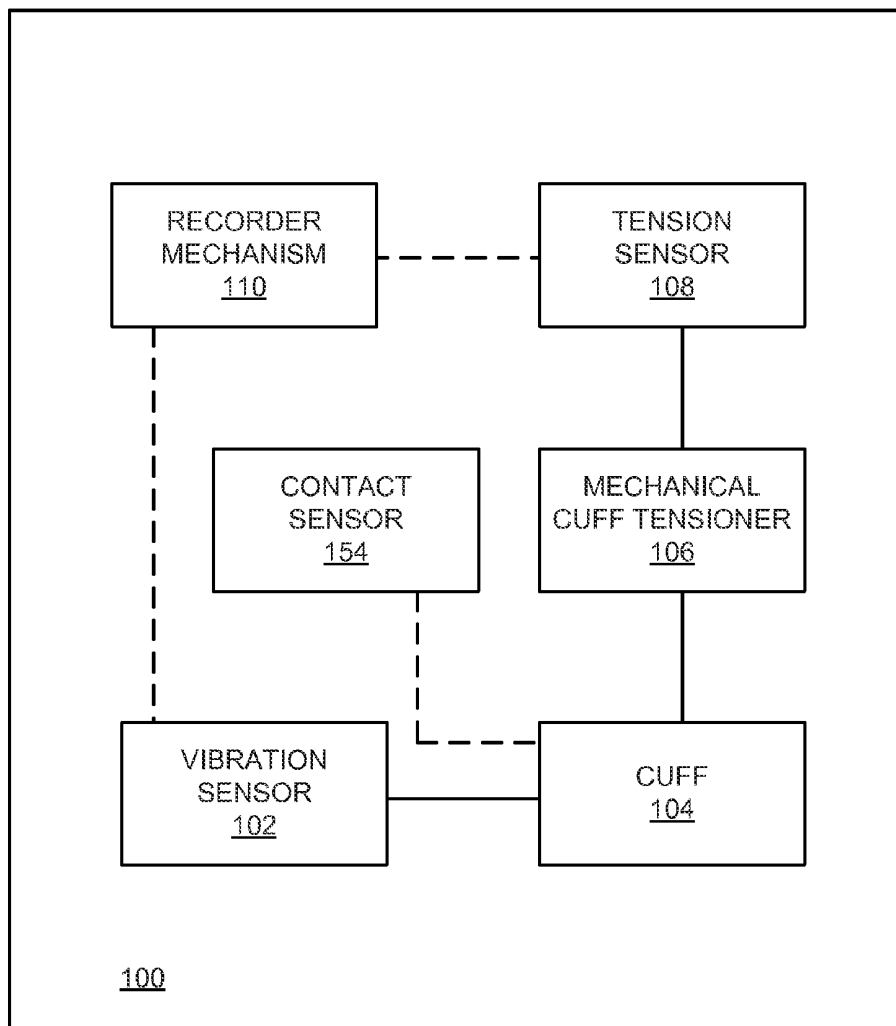 RECORDER
MECHANISM
110
TENSION
SENSOR
108
CONTACT
SENSOR
154
MECHANICAL
CUFF TENSIONER
106
VIBRATION
SENSOR
102
CUFF
104
100